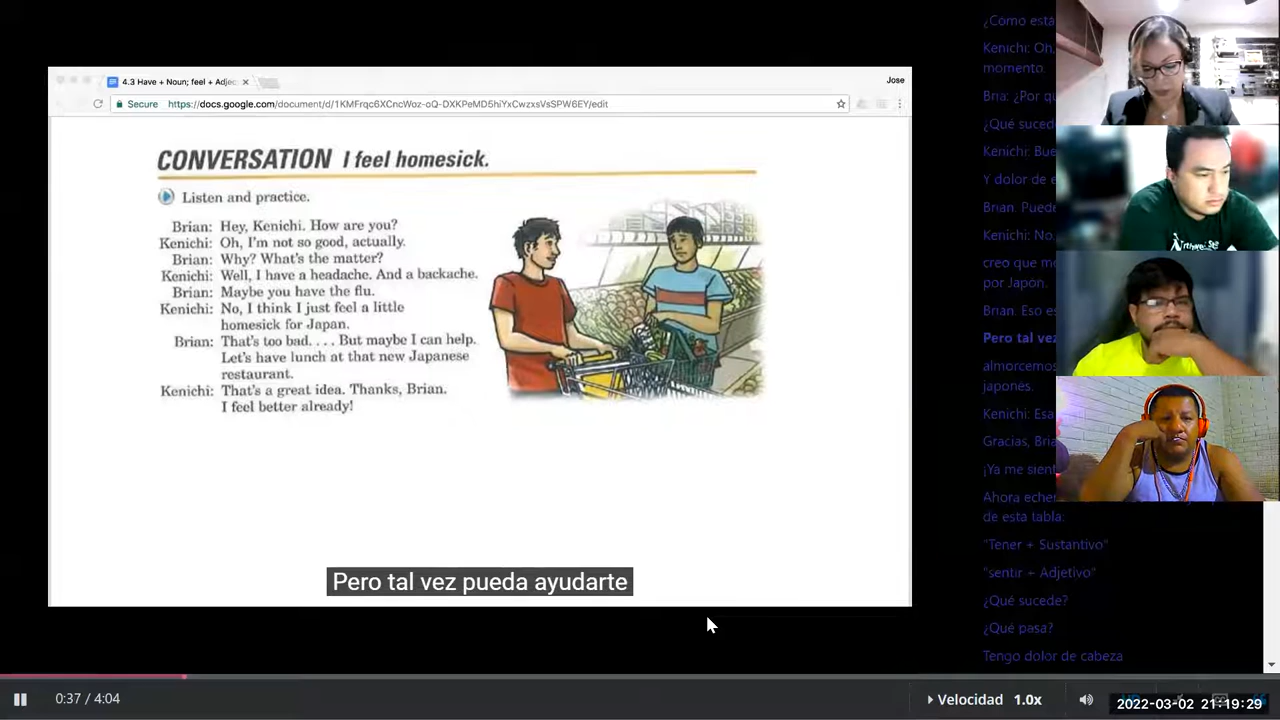 4.3 Have + Noun; feel + Adje
Jose
Secure https://docs.google.com/document/d/1KMFrqc6XCncWoz-oQ-DXKPeMD5hiYxCwzxsVsSPW6EY/edit
CONVERSATION I feel homesick.
Listen and practice.
Brian: Hey, Kenichi. How are you?
Kenichi: Oh, I'm not so good, actually.
Brian: Why? What's the matter?
Kenichi: Well, I have a headache. And a backache.
Brian: Maybe you have the flu.
Kenichi: No, I think I just feel a little
homesick for Japan.
Brian: That's too bad. . . . But maybe I can help.
Let's have lunch at that new Japanese
restaurant.
Kenichi: That's a great idea. Thanks, Brian.
I feel better already!
Pero tal vez pueda ayudarte
¿Cómo está
Kenichi: Oh,
momento.
Bria: ¿Por qu
¿Qué suced
Kenichi: Bue
Y dolor de e
Brian. Puede
Kenichi: No.
creo que me
por Japón.
Brian. Eso es
Pero tal vez
almorcemos
japonés.
Kenichi: Esa
Gracias, Bria
¡Ya me sient
Ahora eche
de esta tabla:
"Tener + Sustantivo"
"sentir + Adjetivo"
¿Qué sucede?
¿Qué pasa?
Tengo dolor de cabeza
0:37 / 4:04
Velocidad 1.0x
2022-03-02 21:19:29